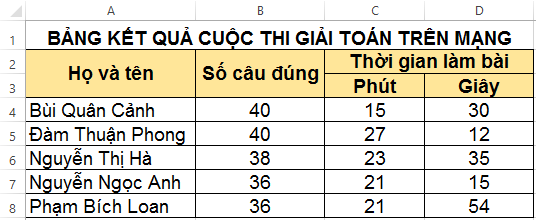 A B C D
1 BẢNG KẾT QUẢ CUỘC THI GIẢI TOÁN TRÊN MẠNG
2 Họ và tên Số câu đúng Thời gian làm bài
3 Phút Giây
4 Bùi Quân Cảnh 40 15 30
5 Đàm Thuận Phong 40 27 12
6 Nguyễn Thị Hà 38 23 35
7 Nguyễn Ngọc Anh 36 21 15
8 Phạm Bích Loan 36 21 54